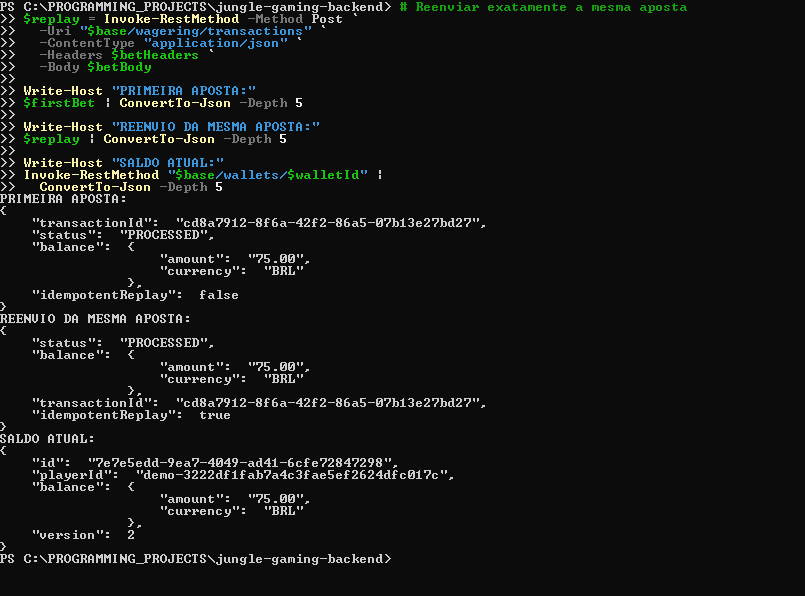 PS C:\PROGRAMMING_PROJECTS\jungle-gaming-backend> # Reenviar exatamente a mesma aposta
>> $replay = Invoke-RestMethod -Method Post `
>>   -Uri "$base/wagering/transactions" `
>>   -ContentType "application/json" `
>>   -Headers $betHeaders `
>>   -Body $betBody
>>
>> Write-Host "PRIMEIRA APOSTA:"
>> $firstBet | ConvertTo-Json -Depth 5
>>
>> Write-Host "REENVIO DA MESMA APOSTA:"
>> $replay | ConvertTo-Json -Depth 5
>>
>> Write-Host "SALDO ATUAL:"
>> Invoke-RestMethod "$base/wallets/$walletId" |
>>   ConvertTo-Json -Depth 5
PRIMEIRA APOSTA:
{
    "transactionId":  "cd8a7912-8f6a-42f2-86a5-07b13e27bd27",
    "status":  "PROCESSED",
    "balance":  {
                    "amount":  "75.00",
                    "currency":  "BRL"
                },
    "idempotentReplay":  false
}
REENVIO DA MESMA APOSTA:
{
    "status":  "PROCESSED",
    "balance":  {
                    "amount":  "75.00",
                    "currency":  "BRL"
                },
    "transactionId":  "cd8a7912-8f6a-42f2-86a5-07b13e27bd27",
    "idempotentReplay":  true
}
SALDO ATUAL:
{
    "id":  "7e7e5edd-9ea7-4049-ad41-6cfe72847298",
    "playerId":  "demo-3222df1fab7a4c3fae5ef2624dfc017c",
    "balance":  {
                    "amount":  "75.00",
                    "currency":  "BRL"
                },
    "version":  2
}
PS C:\PROGRAMMING_PROJECTS\jungle-gaming-backend>